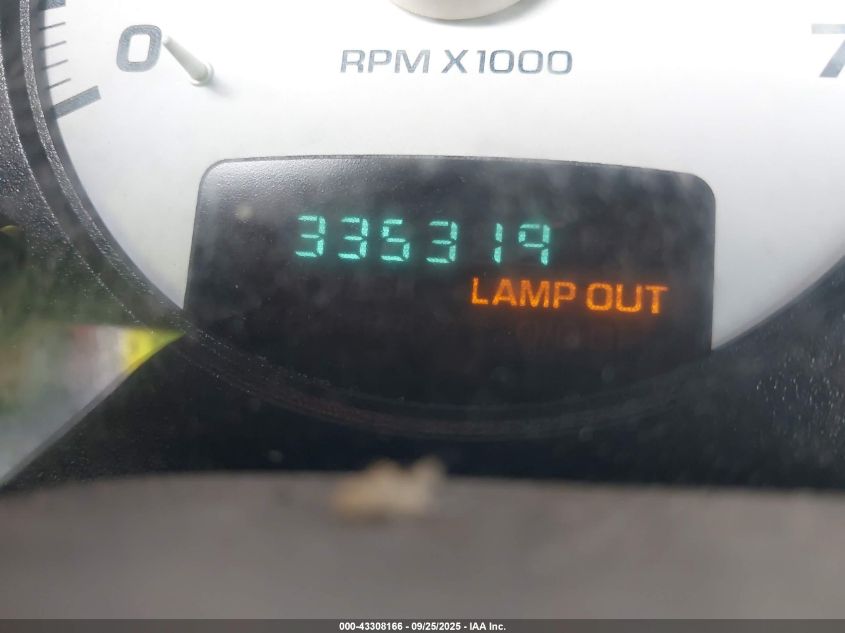 0
7
RPM X1000
335319
LAMP OUT
000-43308166 - 09/25/2025 - IAA Inc.